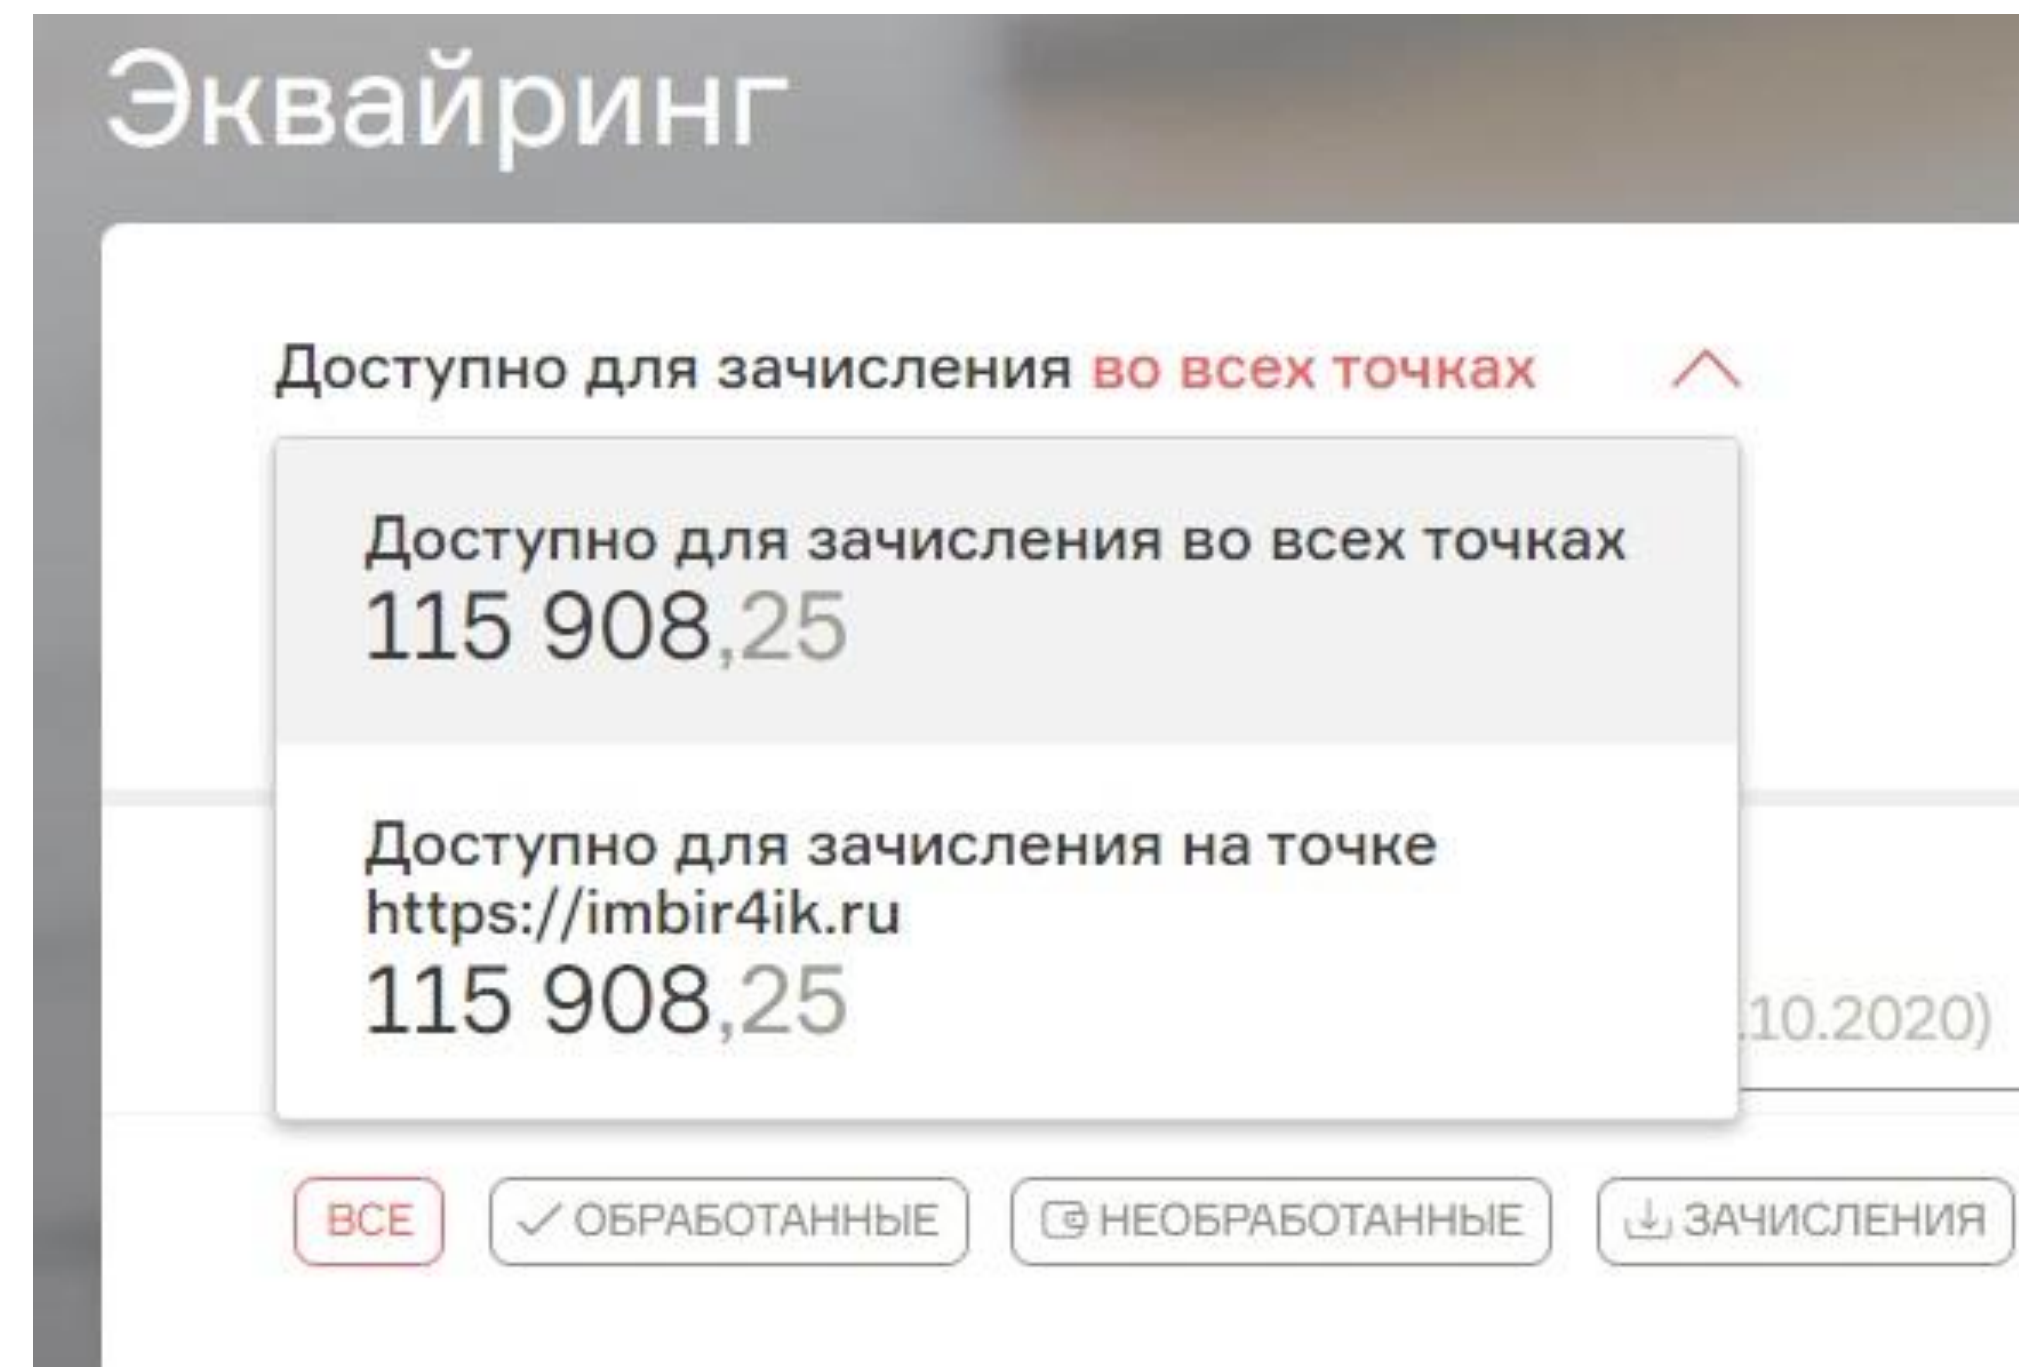 Эквайринг
Доступно для зачисления во всех точках
Доступно для зачисления во всех точках
115 908,25
Доступно для зачисления на точке
https://imbir4ik.ru
115 908,25
.10.2020)
ВСЕ ОБРАБОТАННЫЕ НЕОБРАБОТАННЫЕ ЗАЧИСЛЕНИЯ